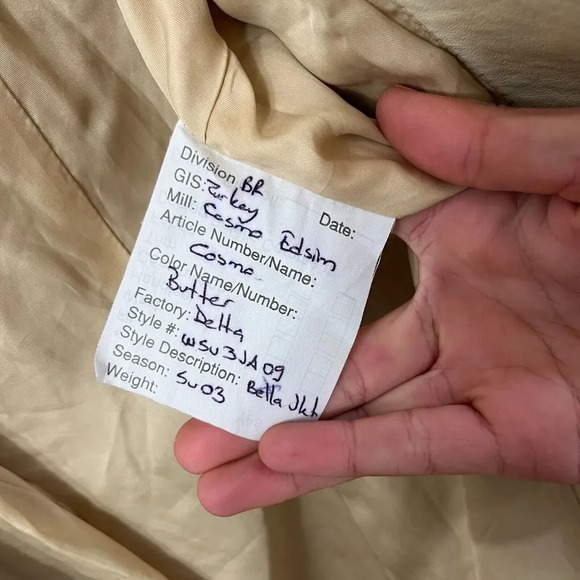 Division BR
GIS: Turkey Date:
Mill: Cosmo Edsim
Article Number/Name:
Cosmo
Color Name/Number:
Butter
Factory: Delta
Style #: WSU3JA09
Style Description: Bella Jkt
Season: SU03
Weight: